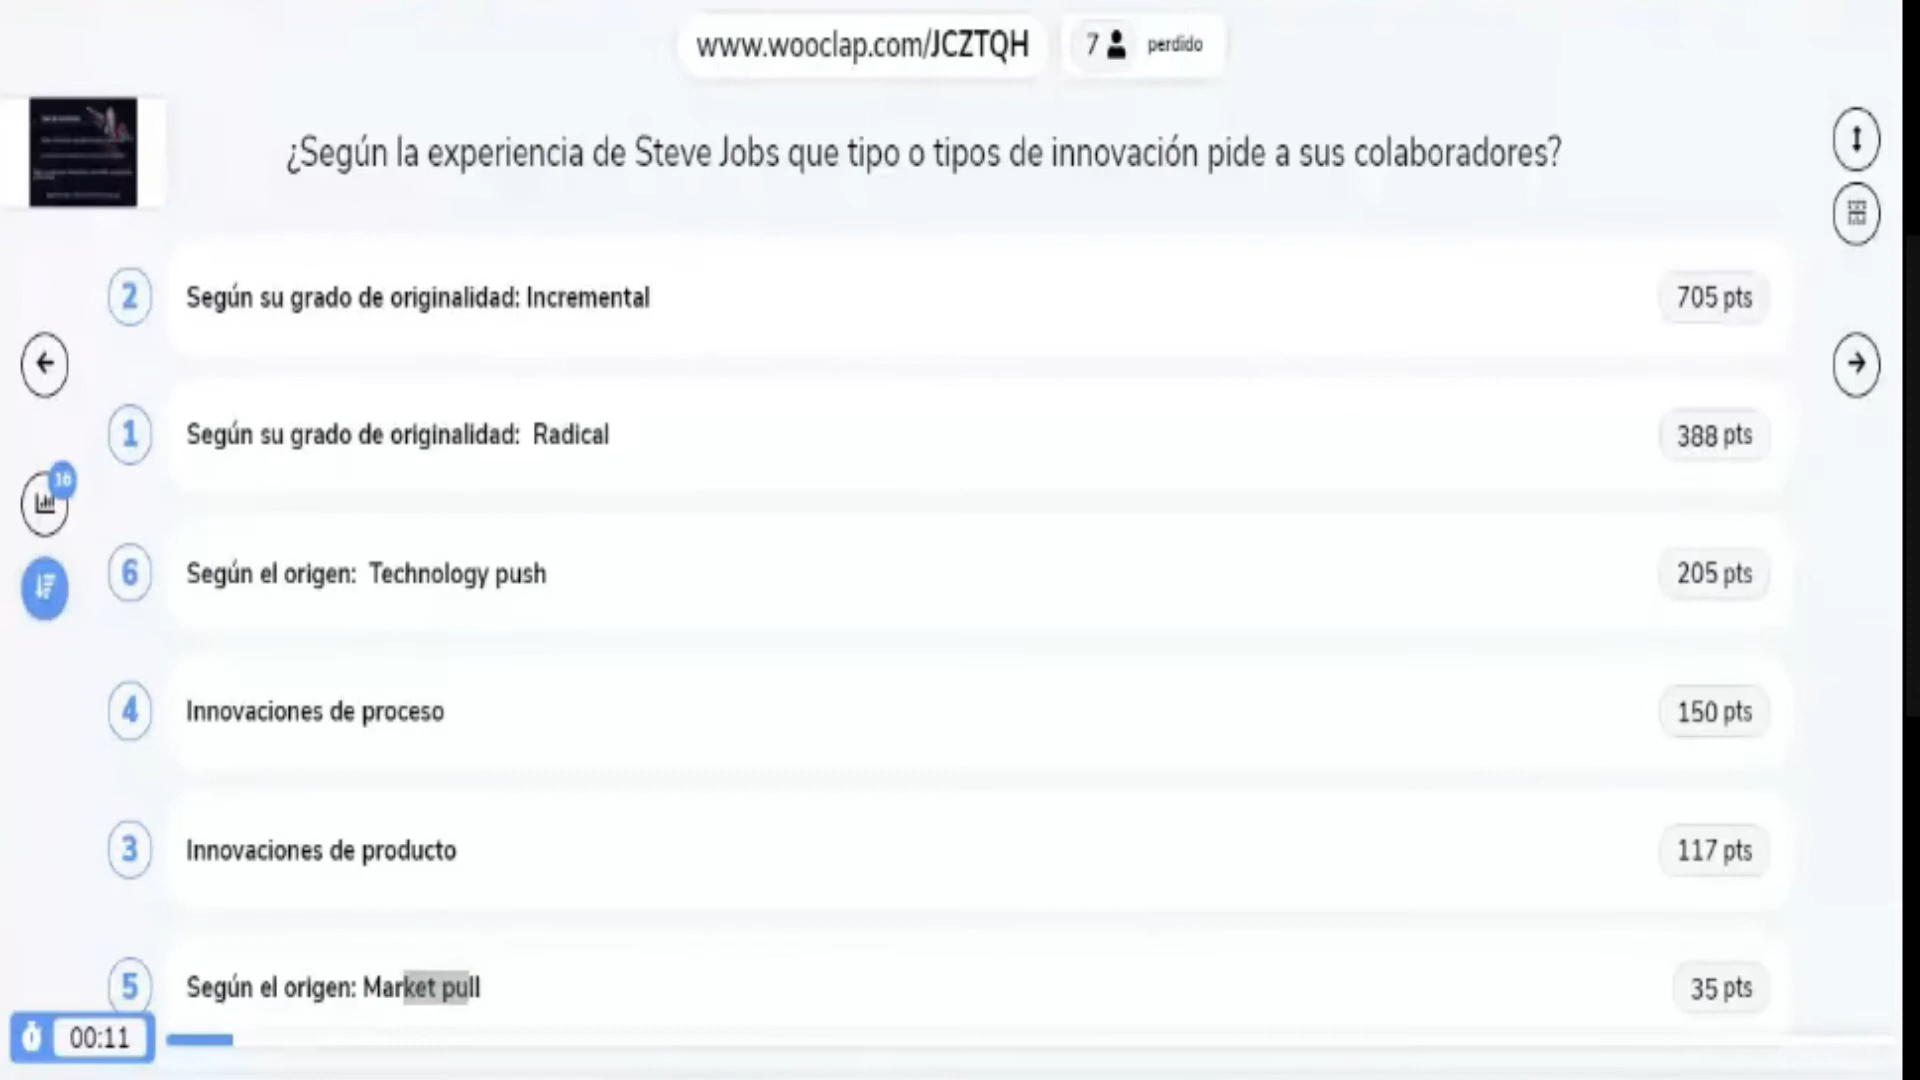 www.wooclap.com/JCZTQH
7 perdido
¿Según la experiencia de Steve Jobs que tipo o tipos de innovación pide a sus colaboradores?
2 Según su grado de originalidad: Incremental 705 pts
1 Según su grado de originalidad: Radical 388 pts
16
6 Según el origen: Technology push 205 pts
4 Innovaciones de proceso 150 pts
3 Innovaciones de producto 117 pts
5 Según el origen: Market pull 35 pts
00:11